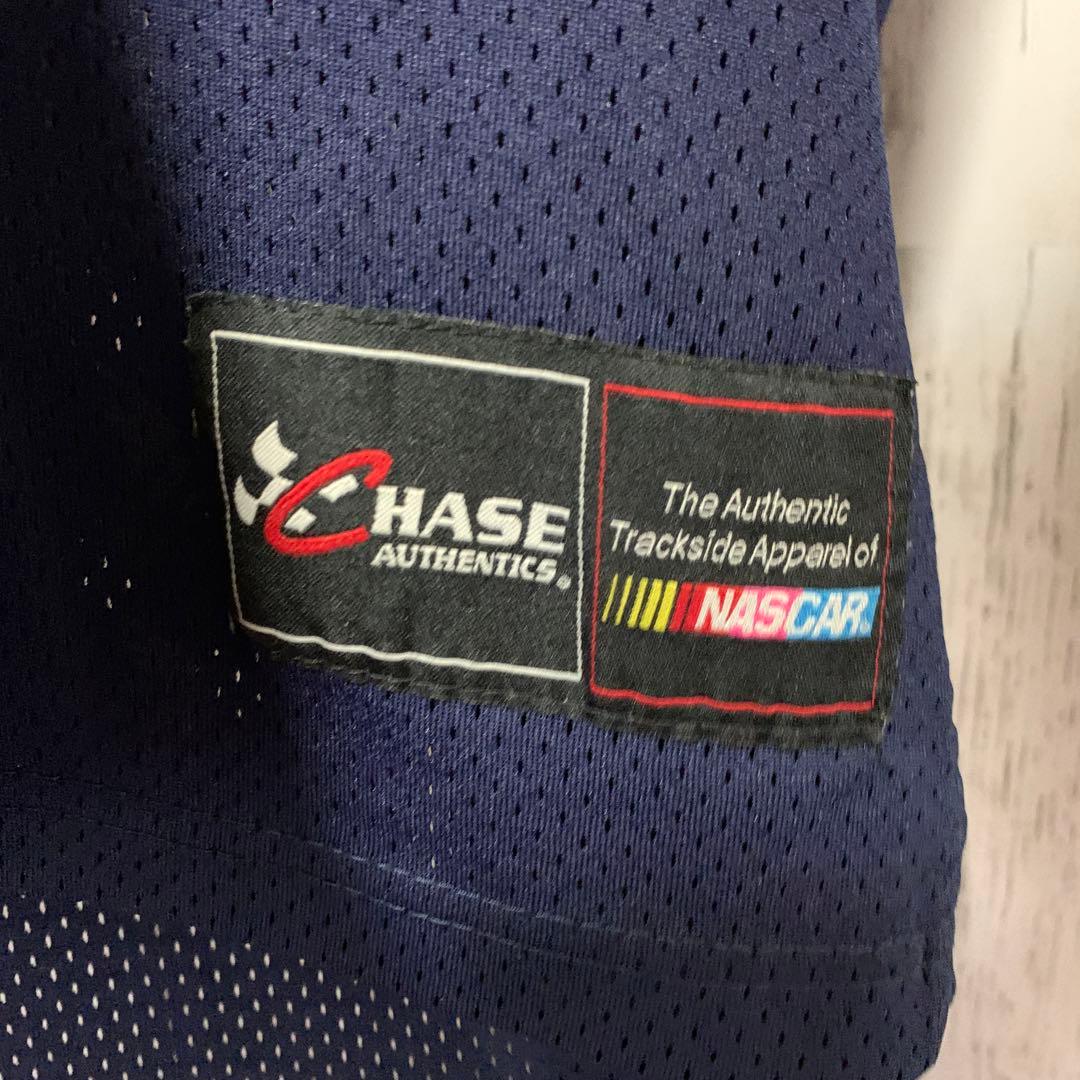 CHASE
AUTHENTICS®
The Authentic
Trackside Apparel of
NASCAR®